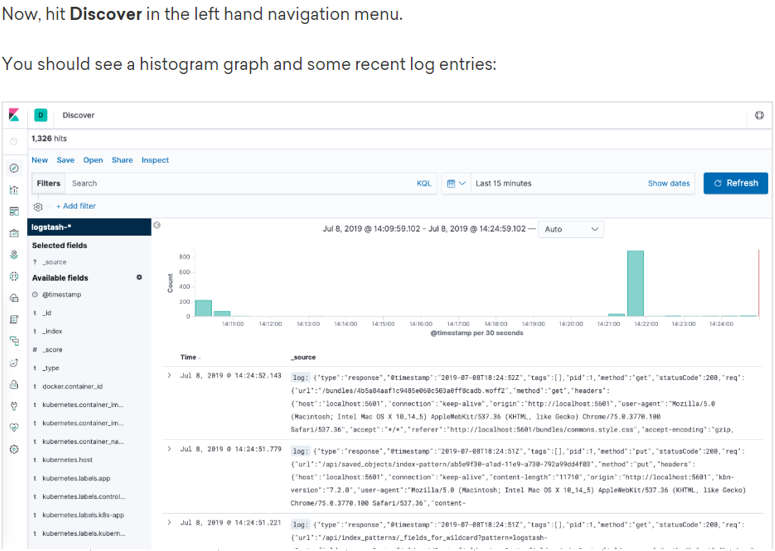 Now, hit Discover in the left hand navigation menu.
You should see a histogram graph and some recent log entries:
D Discover
1,326 hits
New Save Open Share Inspect
Filters Search KQL Last 15 minutes Show dates Refresh
+ Add filter
logstash-*
Selected fields
? _source
Available fields
@timestamp
t _id
t _index
# _score
t _type
t docker.container_id
t kubernetes.container_im...
t kubernetes.container_im...
t kubernetes.container_na...
t kubernetes.host
t kubernetes.labels.app
t kubernetes.labels.control...
t kubernetes.labels.k8s-app
t kubernetes.labels.kubern...
Jul 8, 2019 @ 14:09:59.102 – Jul 8, 2019 @ 14:24:59.102 — Auto
Count
800
600
400
200
0
14:11:00 14:12:00 14:13:00 14:14:00 14:15:00 14:16:00 14:17:00 14:18:00 14:19:00 14:20:00 14:21:00 14:22:00 14:23:00 14:24:00
@timestamp per 30 seconds
Time _source
Jul 8, 2019 @ 14:24:52.143 log: {"type":"response","@timestamp":"2019-07-08T18:24:52Z","tags":[],"pid":1,"method":"get","statusCode":200,"req":
{"url":"/bundles/4b5a84aaf1c9485e060c503a0ff8cadb.woff2","method":"get","headers":
{"host":"localhost:5601","connection":"keep-alive","origin":"http://localhost:5601","user-agent":"Mozilla/5.0
(Macintosh; Intel Mac OS X 10_14_5) AppleWebKit/537.36 (KHTML, like Gecko) Chrome/75.0.3770.100
Safari/537.36","accept":"*/*","referer":"http://localhost:5601/bundles/commons.style.css","accept-encoding":"gzip,
Jul 8, 2019 @ 14:24:51.779 log: {"type":"response","@timestamp":"2019-07-08T18:24:51Z","tags":[],"pid":1,"method":"put","statusCode":200,"req":
{"url":"/api/saved_objects/index-pattern/ab5e9f30-a1ad-11e9-a730-792a99dd4f03","method":"put","headers":
{"host":"localhost:5601","connection":"keep-alive","content-length":"11710","origin":"http://localhost:5601","kbn-
version":"7.2.0","user-agent":"Mozilla/5.0 (Macintosh; Intel Mac OS X 10_14_5) AppleWebKit/537.36 (KHTML, like Gecko)
Chrome/75.0.3770.100 Safari/537.36","content-
Jul 8, 2019 @ 14:24:51.221 log: {"type":"response","@timestamp":"2019-07-08T18:24:51Z","tags":[],"pid":1,"method":"get","statusCode":200,"req":
{"url":"/api/index_patterns/_fields_for_wildcard?pattern=logstash-